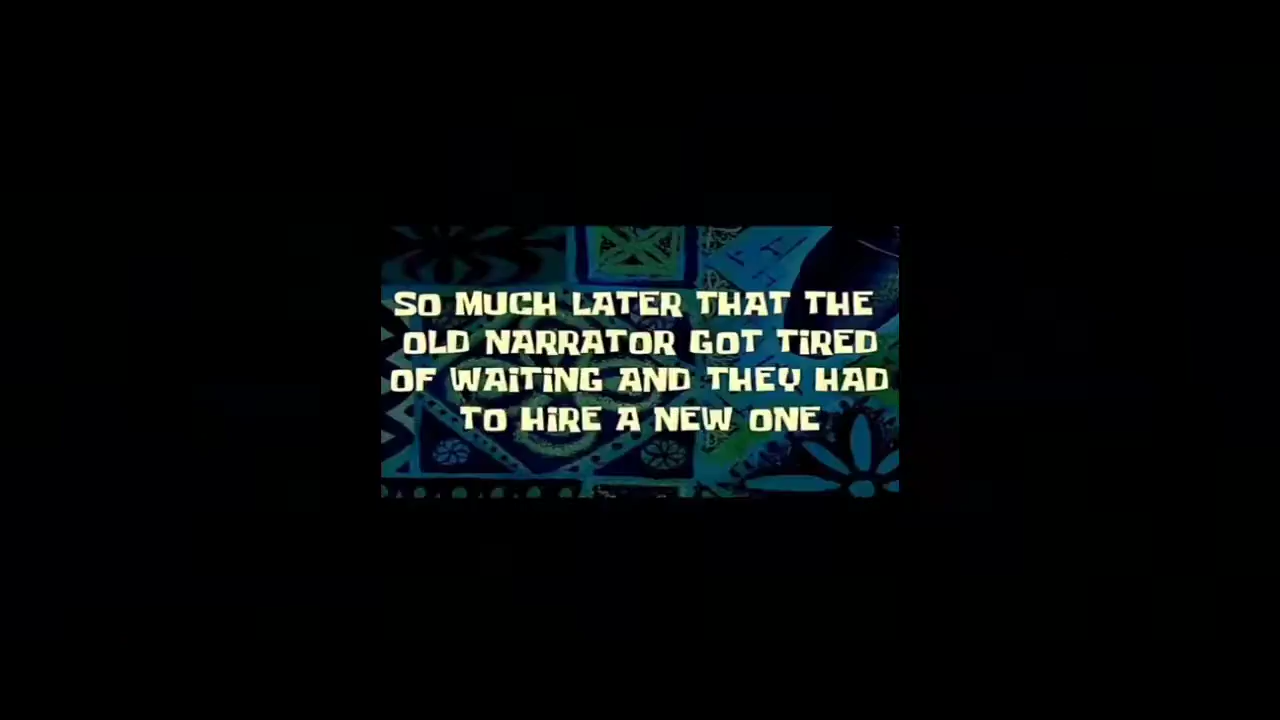 SO MUCH LATER THAT THE
OLD NARRATOR GOT TiRED
OF WAiTiNG AND THEY HAD
TO HiRE A NEW ONE